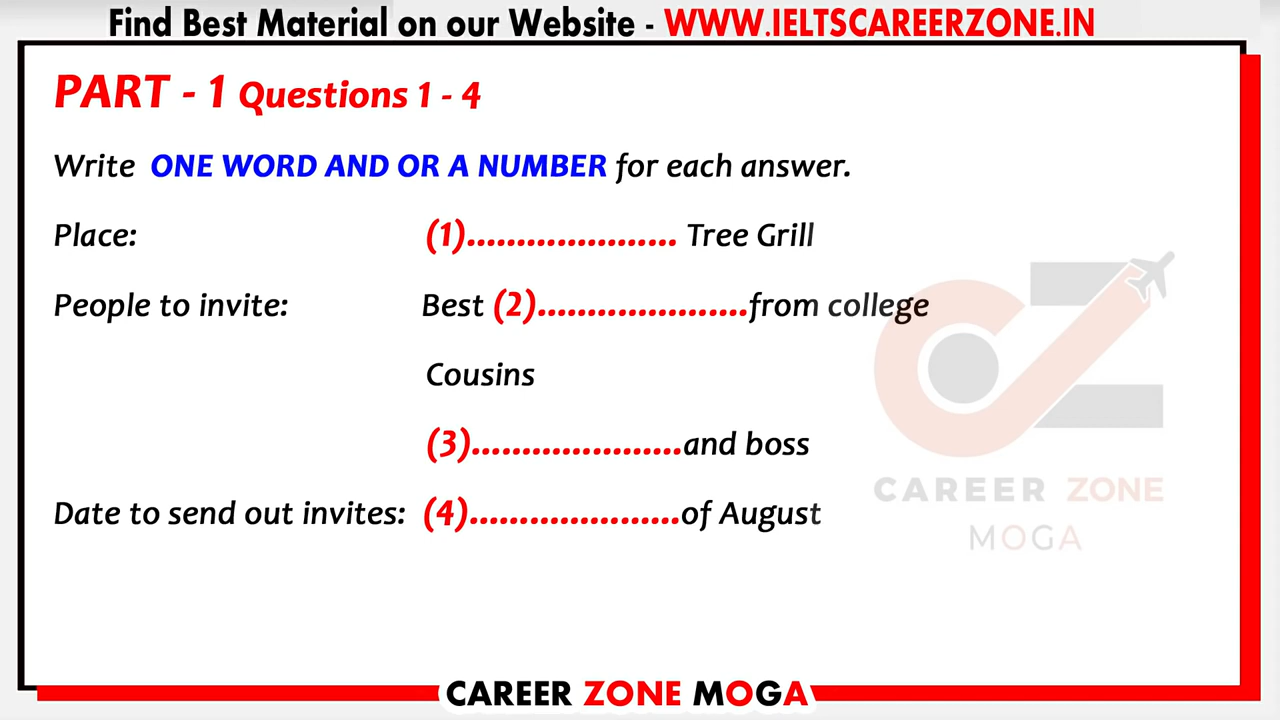 Find Best Material on our Website - WWW.IELTSCAREERZONE.IN
PART - 1 Questions 1 - 4
Write ONE WORD AND OR A NUMBER for each answer.
Place: (1)..................... Tree Grill
People to invite: Best (2).....................from college
Cousins
(3).....................and boss
Date to send out invites: (4).....................of August
CAREER ZONE
MOGA
CAREER ZONE MOGA